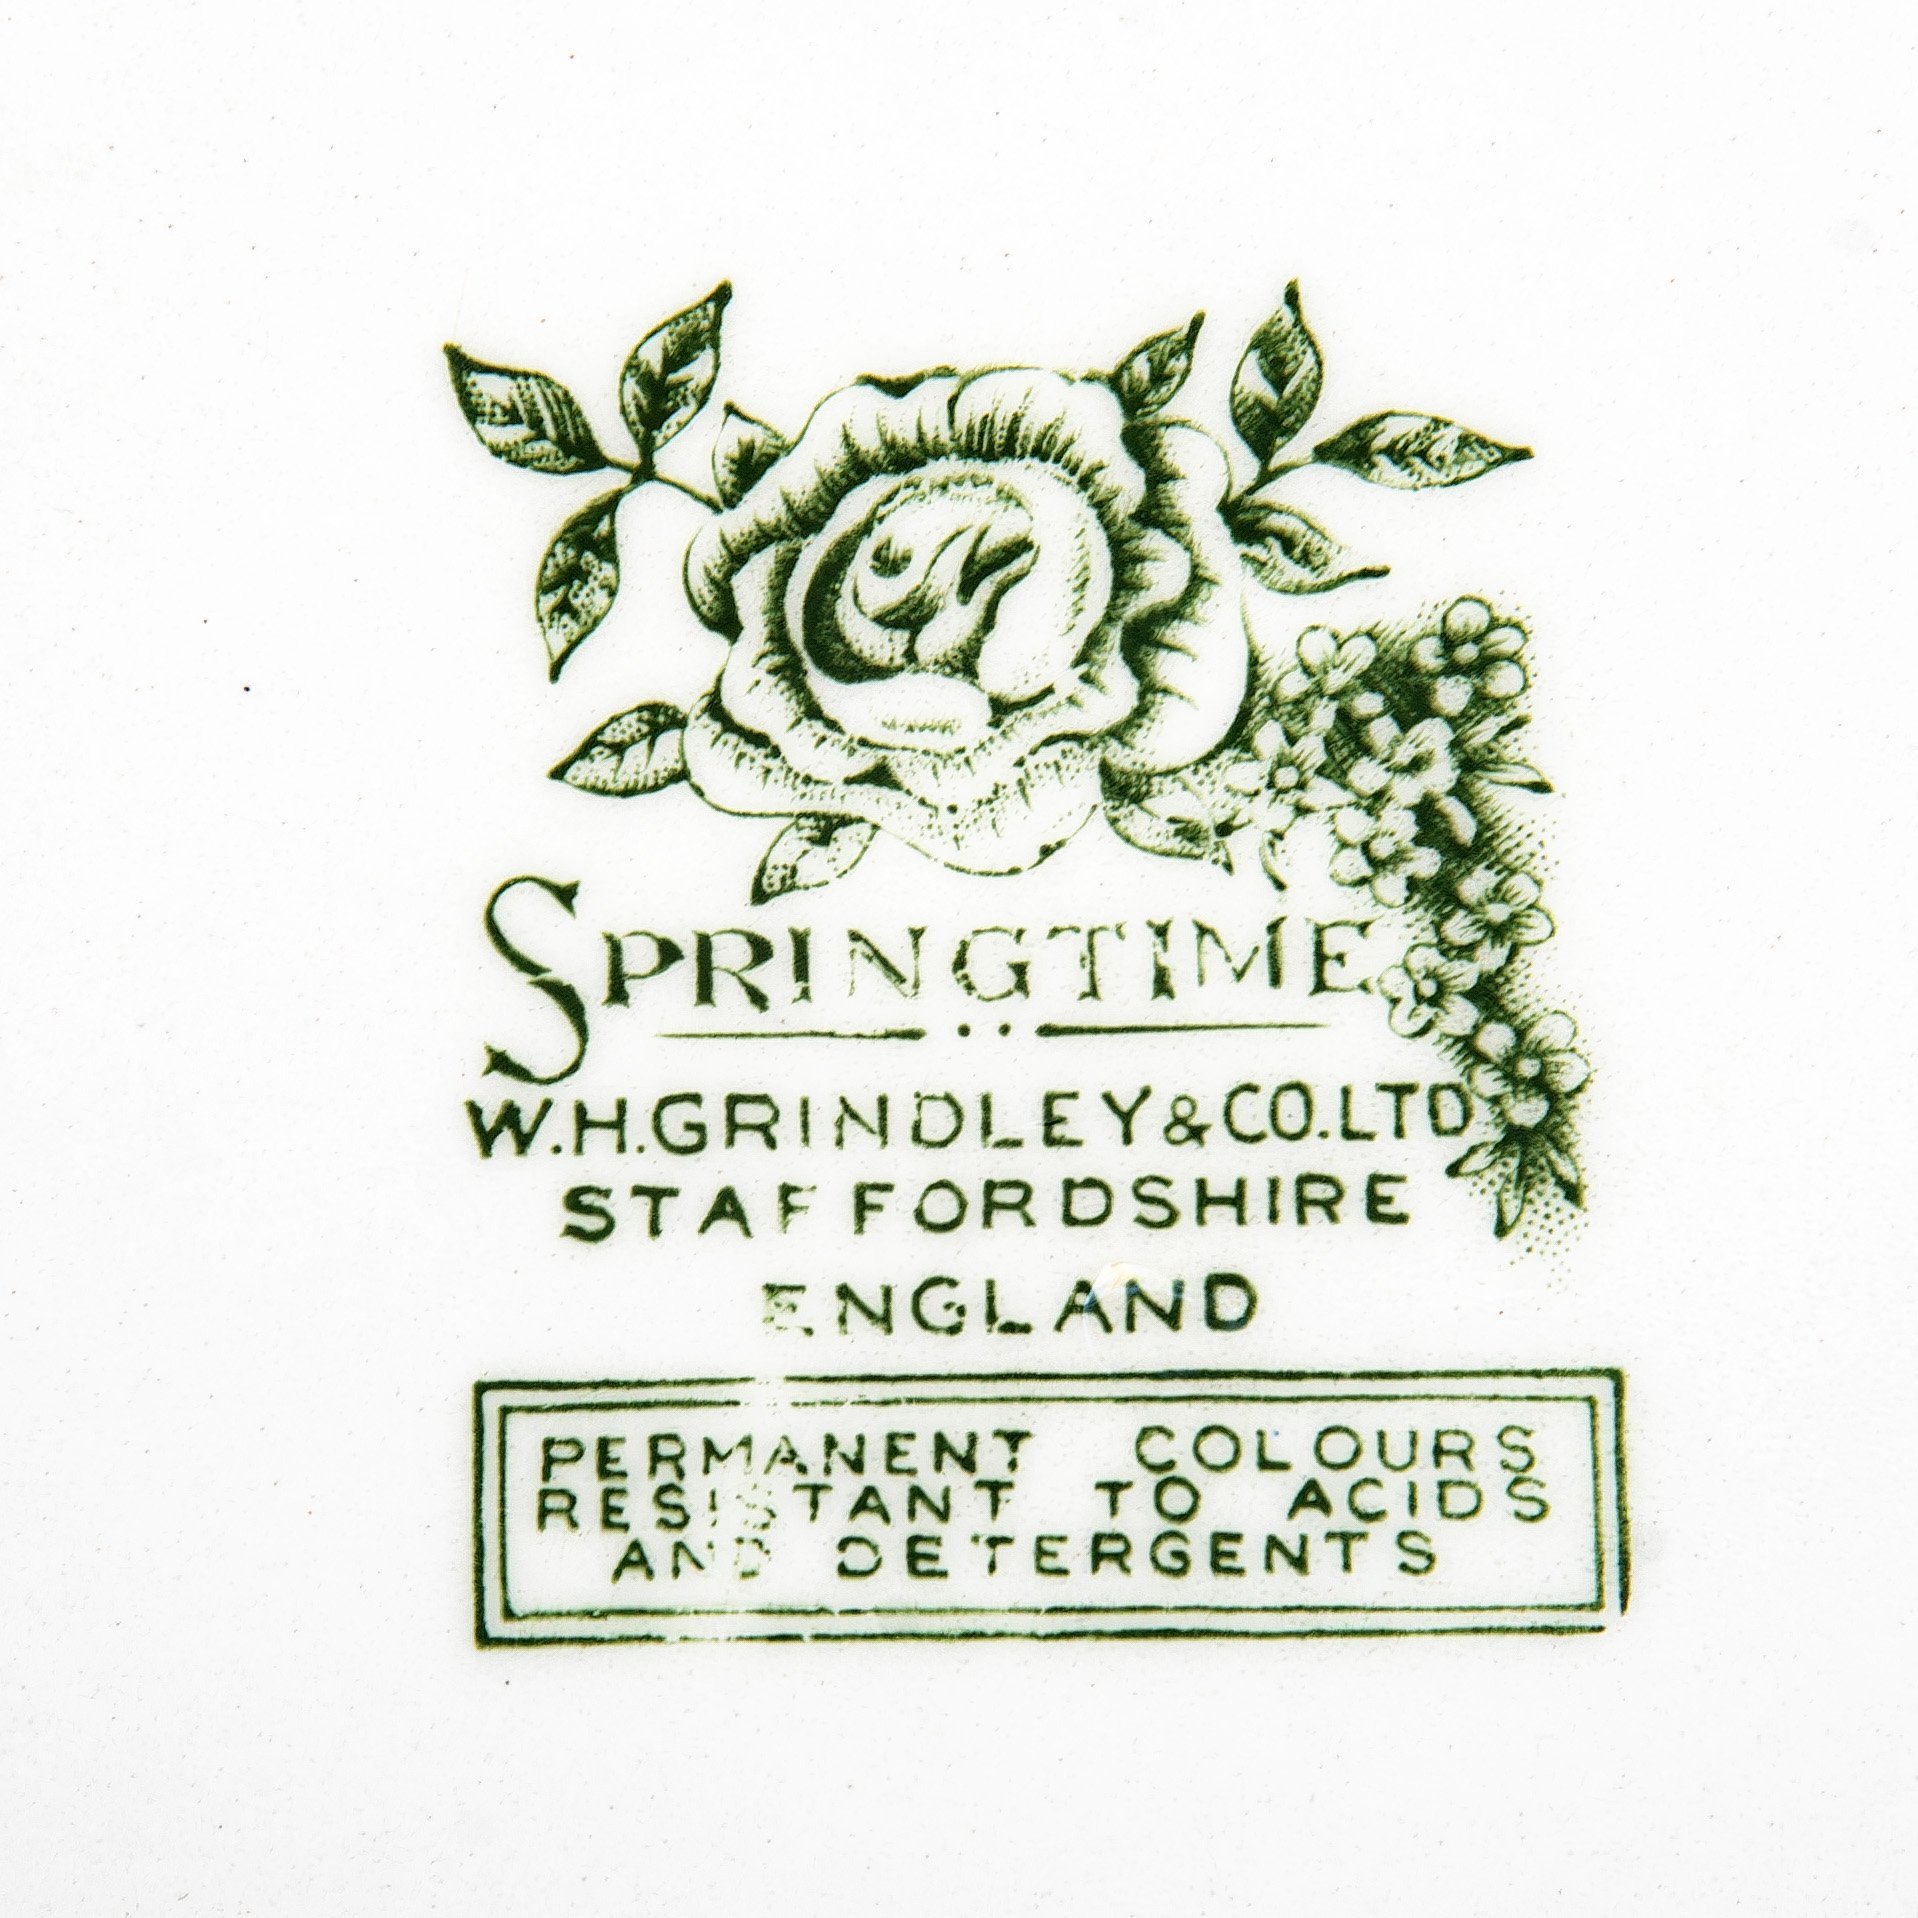 SPRINGTIME
W.H.GRINDLEY&CO.LTD
STAFFORDSHIRE
ENGLAND
PERMANENT COLOURS
RESISTANT TO ACIDS
AND DETERGENTS